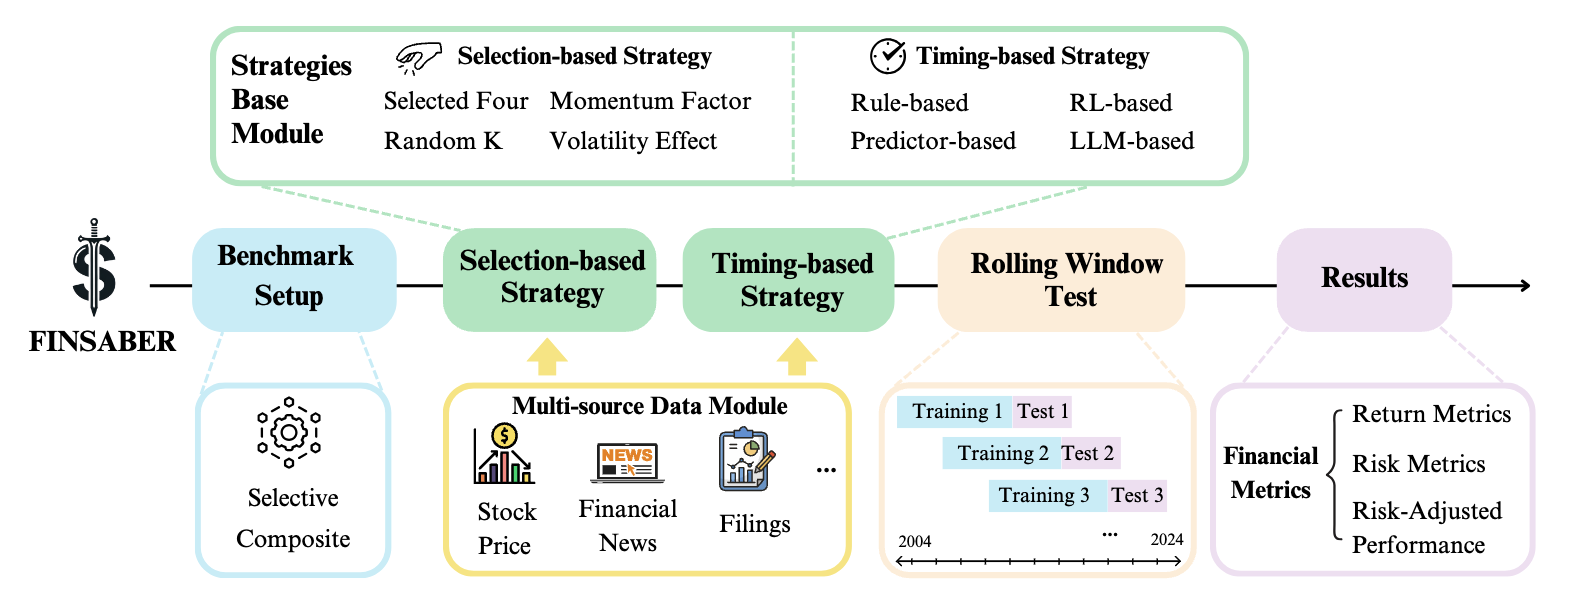 Strategies
Base
Module
Selection-based Strategy
Selected Four Momentum Factor
Random K Volatility Effect
Timing-based Strategy
Rule-based RL-based
Predictor-based LLM-based
FINSABER
Benchmark
Setup
Selection-based
Strategy
Timing-based
Strategy
Rolling Window
Test
Results
Selective
Composite
Multi-source Data Module
$
NEWS
...
Stock
Price
Financial
News
Filings
Training 1 Test 1
Training 2 Test 2
Training 3 Test 3
...
2004 2024
Financial
Metrics
Return Metrics
Risk Metrics
Risk-Adjusted
Performance